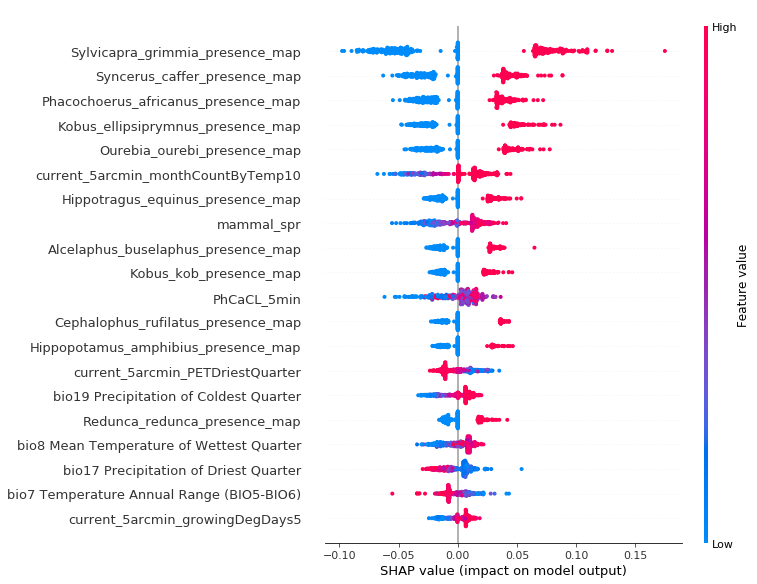 High
Sylvicapra_grimmia_presence_map
Syncerus_caffer_presence_map
Phacochoerus_africanus_presence_map
Kobus_ellipsiprymnus_presence_map
Ourebia_ourebi_presence_map
current_5arcmin_monthCountByTemp10
Hippotragus_equinus_presence_map
mammal_spr
Alcelaphus_buselaphus_presence_map
Kobus_kob_presence_map
PhCaCL_5min
Cephalophus_rufilatus_presence_map
Hippopotamus_amphibius_presence_map
current_5arcmin_PETDriestQuarter
bio19 Precipitation of Coldest Quarter
Redunca_redunca_presence_map
bio8 Mean Temperature of Wettest Quarter
bio17 Precipitation of Driest Quarter
bio7 Temperature Annual Range (BIO5-BIO6)
current_5arcmin_growingDegDays5
Feature value
Low
−0.10 −0.05 0.00 0.05 0.10 0.15
SHAP value (impact on model output)